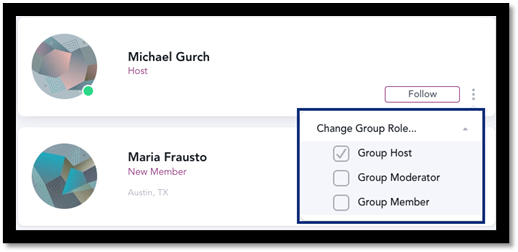 Michael Gurch
Host
Follow
Change Group Role...
Group Host
Group Moderator
Group Member
Maria Frausto
New Member
Austin, TX